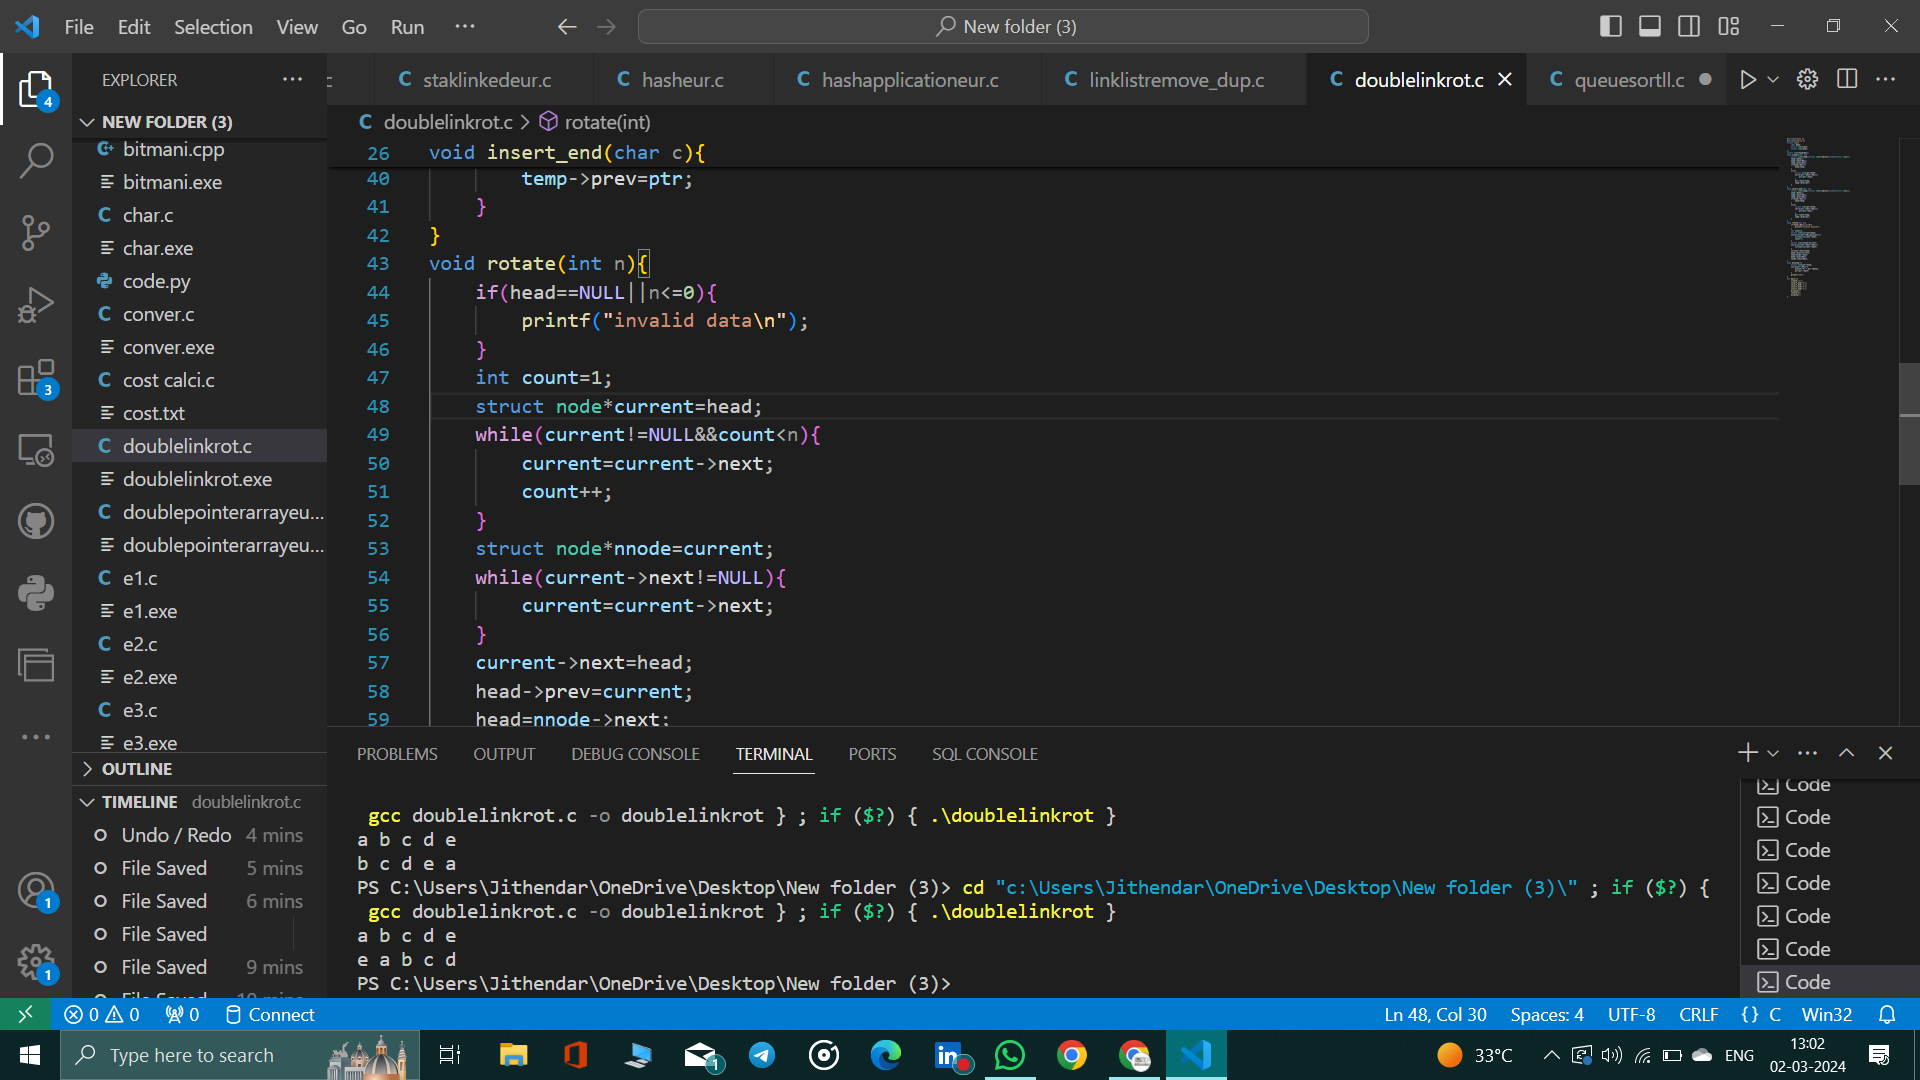 File Edit Selection View Go Run ··· New folder (3)
EXPLORER ···
staklinkedeur.c hasheur.c hashapplicationeur.c linklistremove_dup.c doublelinkrot.c queuesortll.c
NEW FOLDER (3)
bitmani.cpp
bitmani.exe
char.c
char.exe
code.py
conver.c
conver.exe
cost calci.c
cost.txt
doublelinkrot.c
doublelinkrot.exe
doublepointerarrayeu...
doublepointerarrayeu...
e1.c
e1.exe
e2.c
e2.exe
e3.c
e3.exe
OUTLINE
TIMELINE doublelinkrot.c
Undo / Redo 4 mins
File Saved 5 mins
File Saved 6 mins
File Saved
File Saved 9 mins
4
3
1
1
doublelinkrot.c > rotate(int)
26 void insert_end(char c){
40 temp->prev=ptr;
41 }
42 }
43 void rotate(int n){
44 if(head==NULL||n<=0){
45 printf("invalid data\n");
46 }
47 int count=1;
48 struct node*current=head;
49 while(current!=NULL&&count<n){
50 current=current->next;
51 count++;
52 }
53 struct node*nnode=current;
54 while(current->next!=NULL){
55 current=current->next;
56 }
57 current->next=head;
58 head->prev=current;
59 head=nnode->next;
PROBLEMS OUTPUT DEBUG CONSOLE TERMINAL PORTS SQL CONSOLE
gcc doublelinkrot.c -o doublelinkrot } ; if ($?) { .\doublelinkrot }
a b c d e
b c d e a
PS C:\Users\Jithendar\OneDrive\Desktop\New folder (3)> cd "c:\Users\Jithendar\OneDrive\Desktop\New folder (3)\" ; if ($?) {
gcc doublelinkrot.c -o doublelinkrot } ; if ($?) { .\doublelinkrot }
a b c d e
e a b c d
PS C:\Users\Jithendar\OneDrive\Desktop\New folder (3)>
Code
Code
Code
Code
Code
Code
Code
0 0 0 Connect Ln 48, Col 30 Spaces: 4 UTF-8 CRLF {} C Win32
Type here to search 1 33°C ENG 13:02
02-03-2024